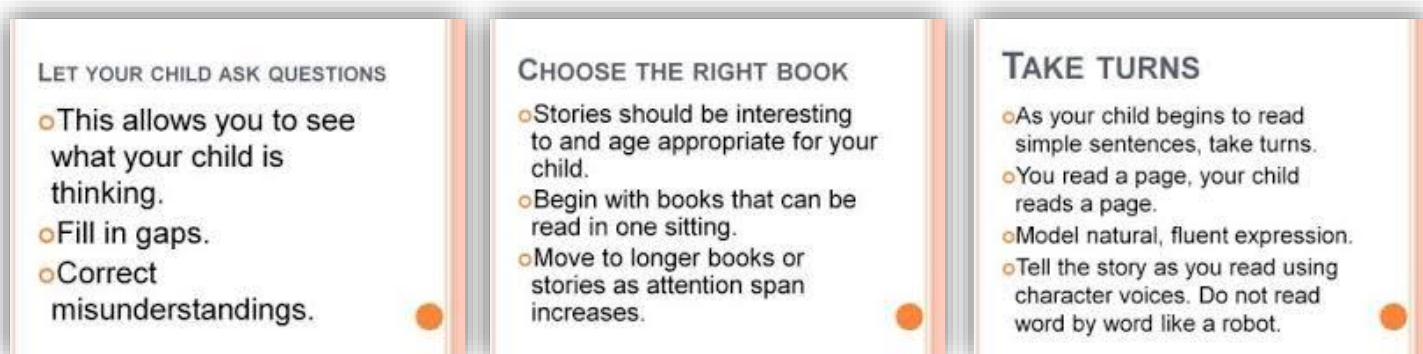 LET YOUR CHILD ASK QUESTIONS
This allows you to see
what your child is
thinking.
Fill in gaps.
Correct
misunderstandings.
CHOOSE THE RIGHT BOOK
Stories should be interesting
to and age appropriate for your
child.
Begin with books that can be
read in one sitting.
Move to longer books or
stories as attention span
increases.
TAKE TURNS
As your child begins to read
simple sentences, take turns.
You read a page, your child
reads a page.
Model natural, fluent expression.
Tell the story as you read using
character voices. Do not read
word by word like a robot.